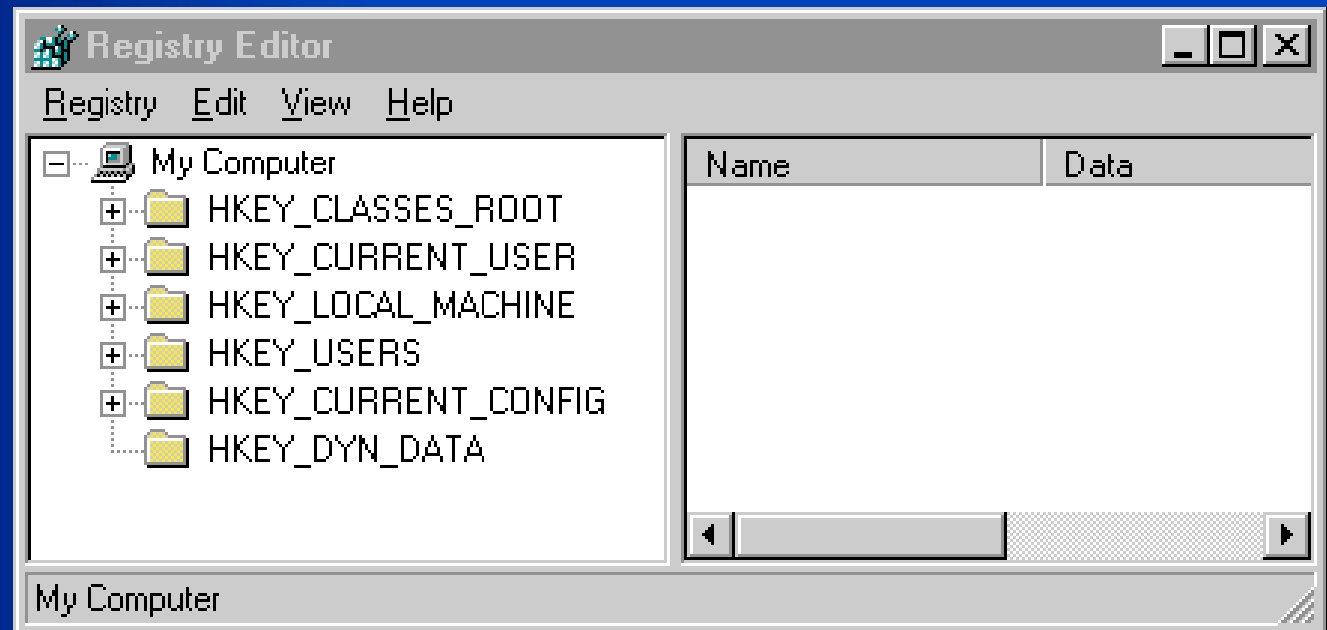 Registry Editor
Registry Edit View Help
My Computer
HKEY_CLASSES_ROOT
HKEY_CURRENT_USER
HKEY_LOCAL_MACHINE
HKEY_USERS
HKEY_CURRENT_CONFIG
HKEY_DYN_DATA
Name Data
My Computer